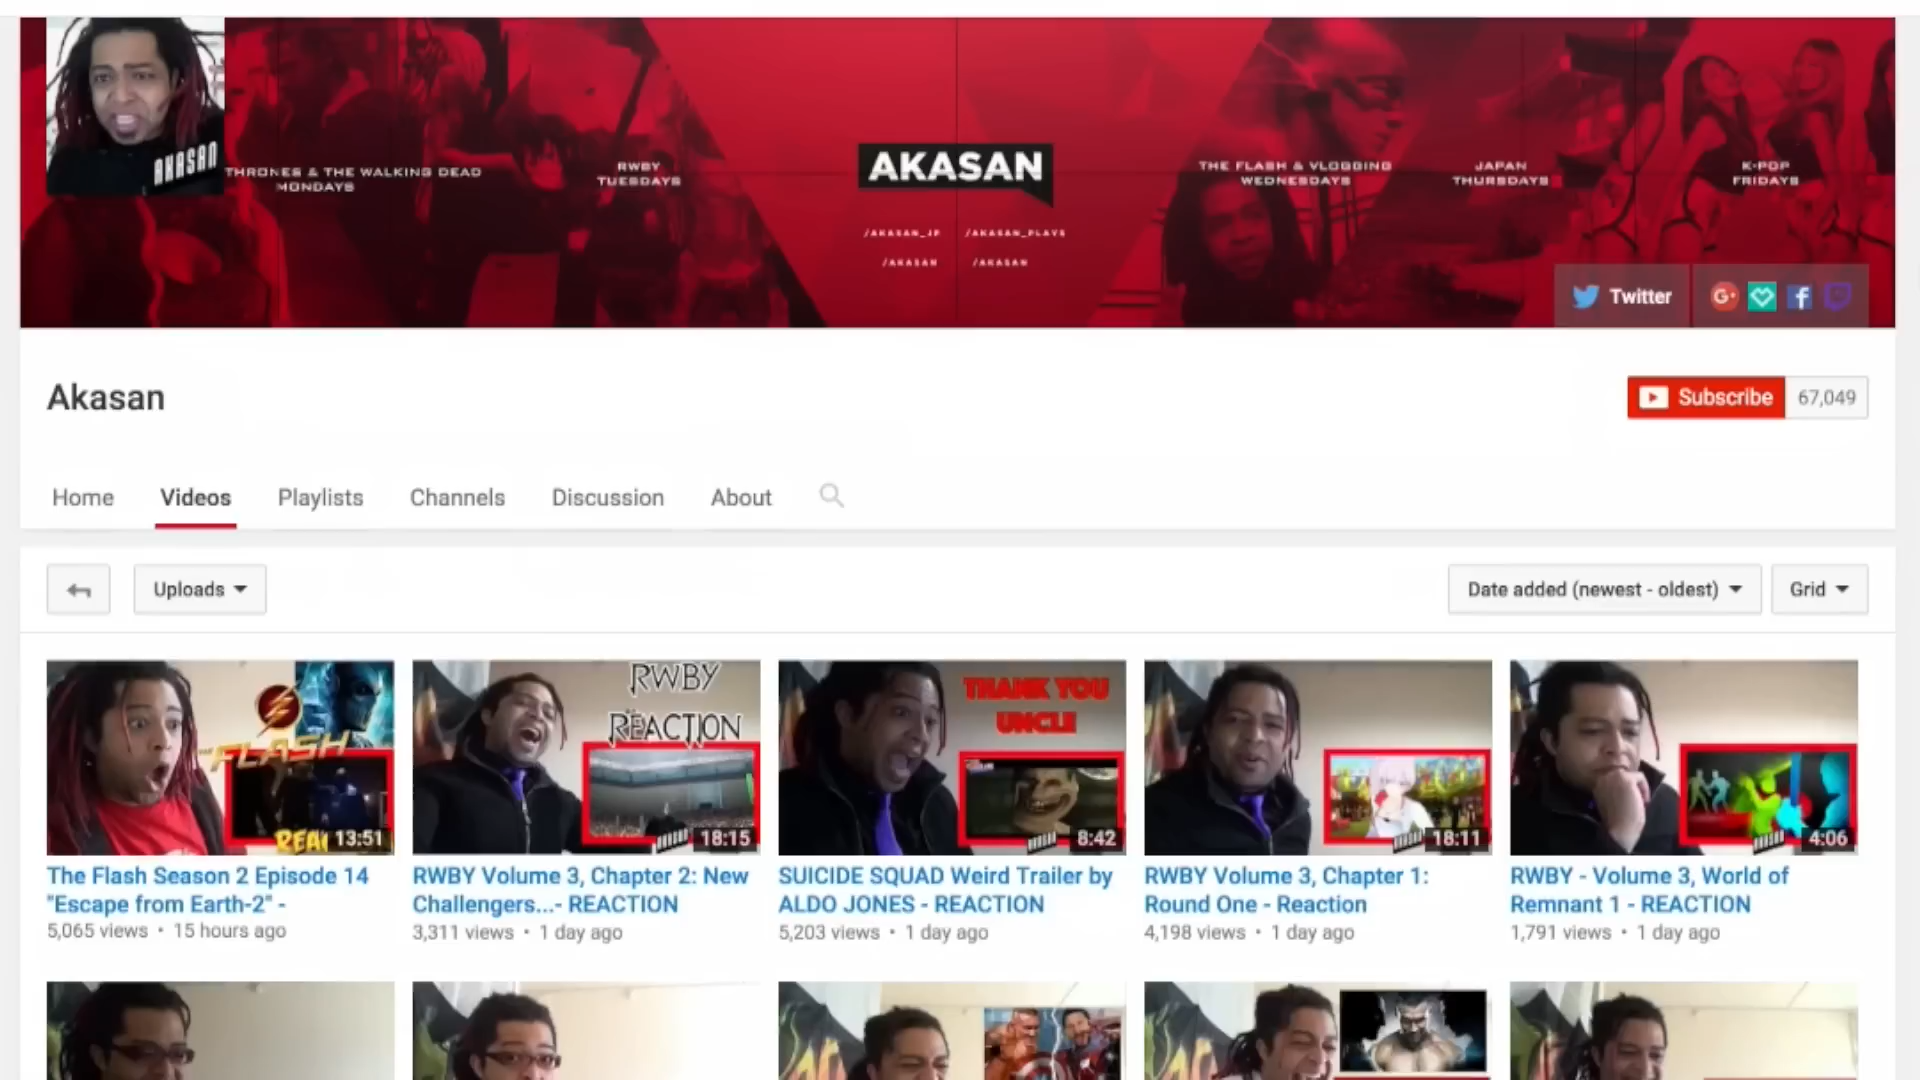 AKASAN
THRONES & THE WALKING DEAD
MONDAYS
RWBY
TUESDAYS
AKASAN
/AKASAN_JP
/AKASAN_PLAYS
/AKASAN
/AKASAN
THE FLASH & VLOGGING
WEDNESDAYS
JAPAN
THURSDAYS
K-POP
FRIDAYS
Twitter
G+
f
Akasan
Subscribe
67,049
Home
Videos
Playlists
Channels
Discussion
About
Uploads
Date added (newest - oldest)
Grid
FLASH
13:51
RWBY
REACTION
18:15
THANK YOU
UNCLE
8:42
18:11
4:06
The Flash Season 2 Episode 14
"Escape from Earth-2" -
5,065 views • 15 hours ago
RWBY Volume 3, Chapter 2: New
Challengers...- REACTION
3,311 views • 1 day ago
SUICIDE SQUAD Weird Trailer by
ALDO JONES - REACTION
5,203 views • 1 day ago
RWBY Volume 3, Chapter 1:
Round One - Reaction
4,198 views • 1 day ago
RWBY - Volume 3, World of
Remnant 1 - REACTION
1,791 views • 1 day ago